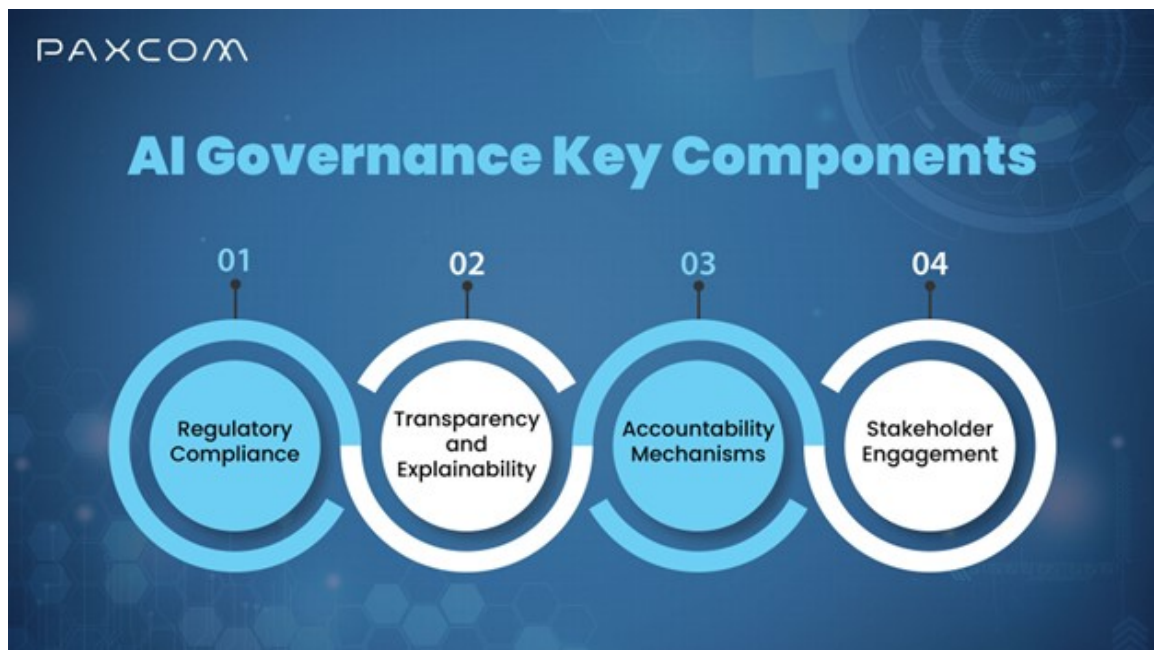 PAXCOM
AI Governance Key Components
01
02
03
04
Regulatory
Compliance
Transparency
and
Explainability
Accountability
Mechanisms
Stakeholder
Engagement